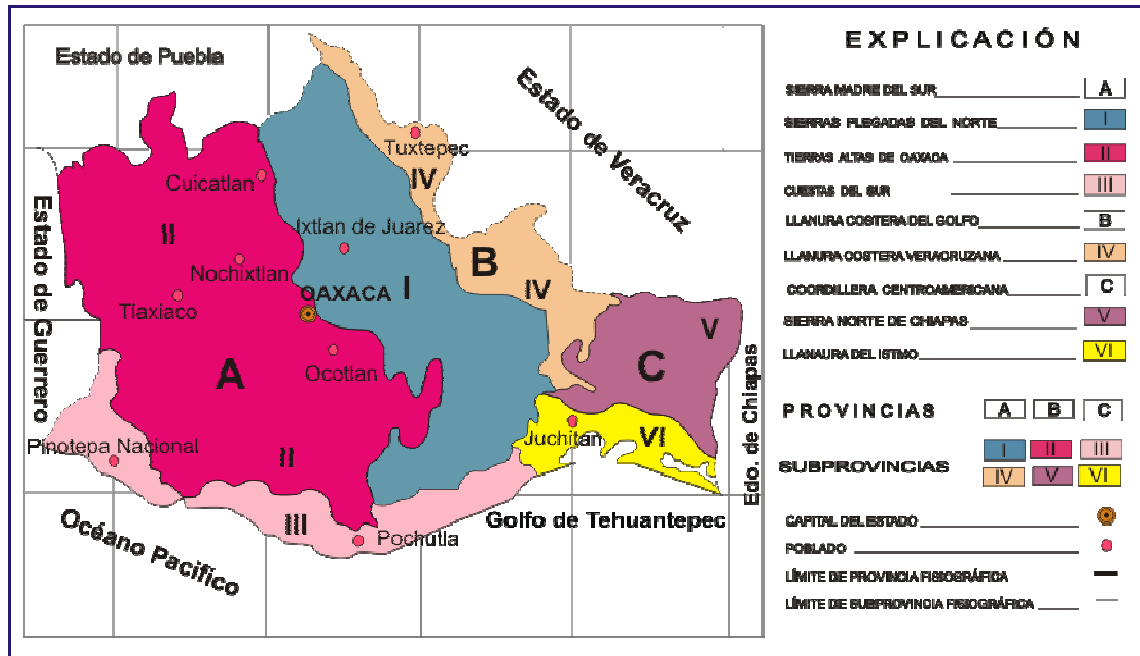 Estado de Puebla
Estado de Veracruz
Tuxtepec
IV
Cuicatlan
II
Ixtlan de Juarez
B
Nochixtlan
I
IV
OAXACA
Tlaxiaco
Estado de Guerrero
V
C
A
Ocotlan
Edo. de Chiapas
Juchitan
VI
Pinotepa Nacional
II
III
Golfo de Tehuantepec
Pochutla
Océano Pacifíco
EXPLICACIÓN
SIERRA MADRE DEL SUR A
SIERRAS PLEGADAS DEL NORTE I
TIERRAS ALTAS DE OAXACA II
CUESTAS DEL SUR III
LLANURA COSTERA DEL GOLFO B
LLANURA COSTERA VERACRUZANA IV
COORDILLERA CENTROAMERICANA C
SIERRA NORTE DE CHIAPAS V
LLANAURA DEL ISTMO VI
PROVINCIAS A B C
I II III
SUBPROVINCIAS
IV V VI
CAPITAL DEL ESTADO
POBLADO
LÍMITE DE PROVINCIA FISIOGRÁFICA
LÍMITE DE SUBPROVINCIA FISIOGRÁFICA